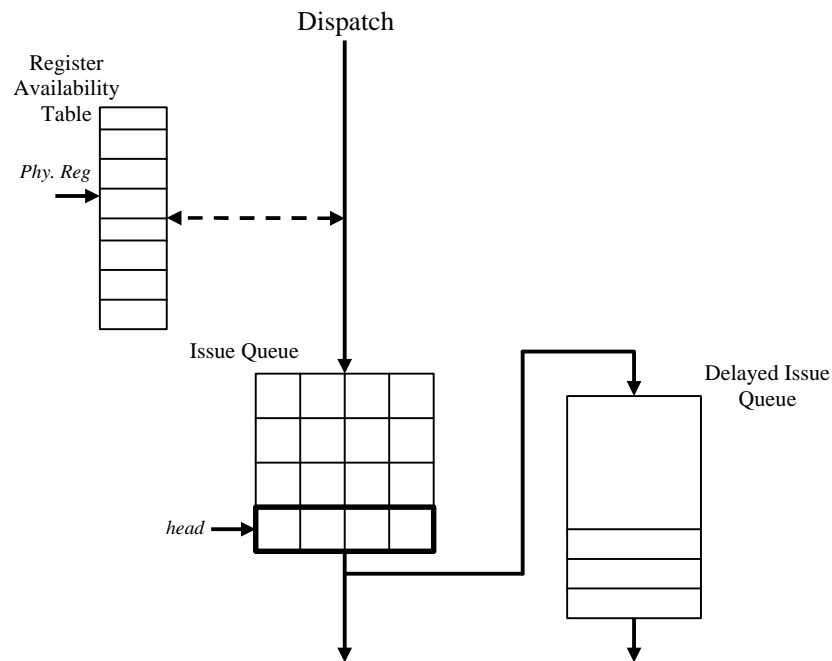 Dispatch
Register
Availability
Table
Phy. Reg
Issue Queue
Delayed Issue
Queue
head